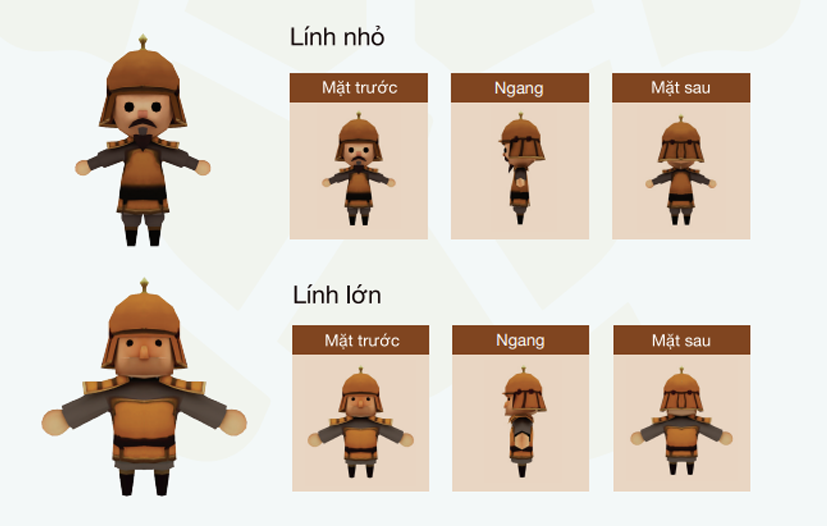 Lính nhỏ
Mặt trước
Ngang
Mặt sau
Lính lớn
Mặt trước
Ngang
Mặt sau